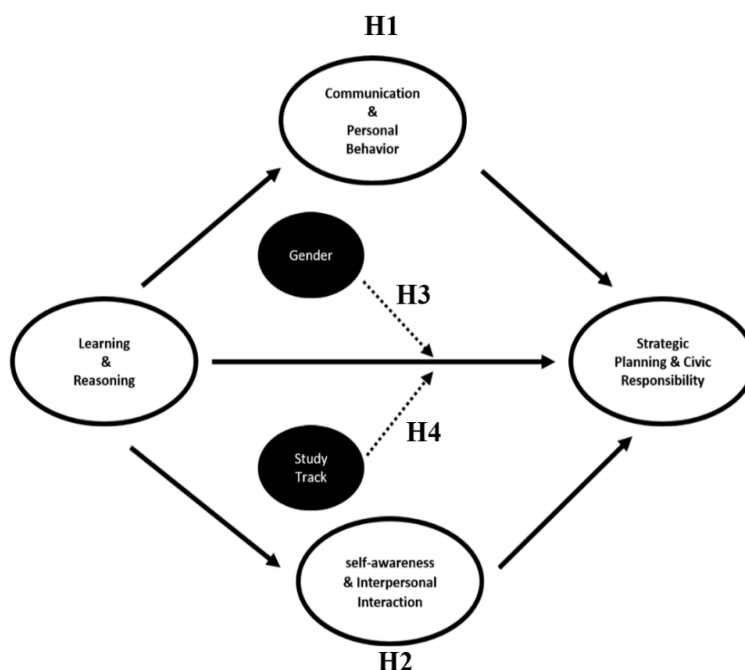 H1
Communication
&
Personal
Behavior
Gender
H3
Learning
&
Reasoning
Strategic
Planning & Civic
Responsibility
H4
Study
Track
self-awareness
& Interpersonal
Interaction
H2